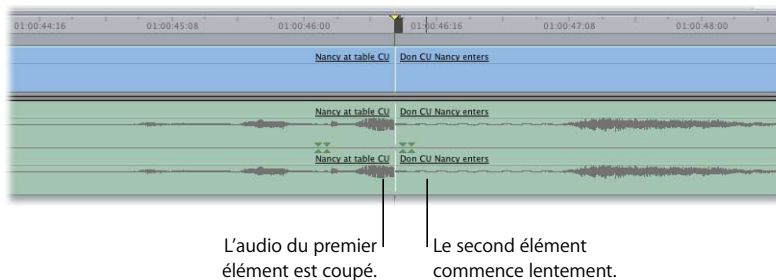 01:00:44:16 01:00:45:08 01:00:46:00 01:00:46:16 01:00:47:08 01:00:48:00
Nancy at table CU Don CU Nancy enters
Nancy at table CU Don CU Nancy enters
Nancy at table CU Don CU Nancy enters
L'audio du premier
élément est coupé.
Le second élément
commence lentement.